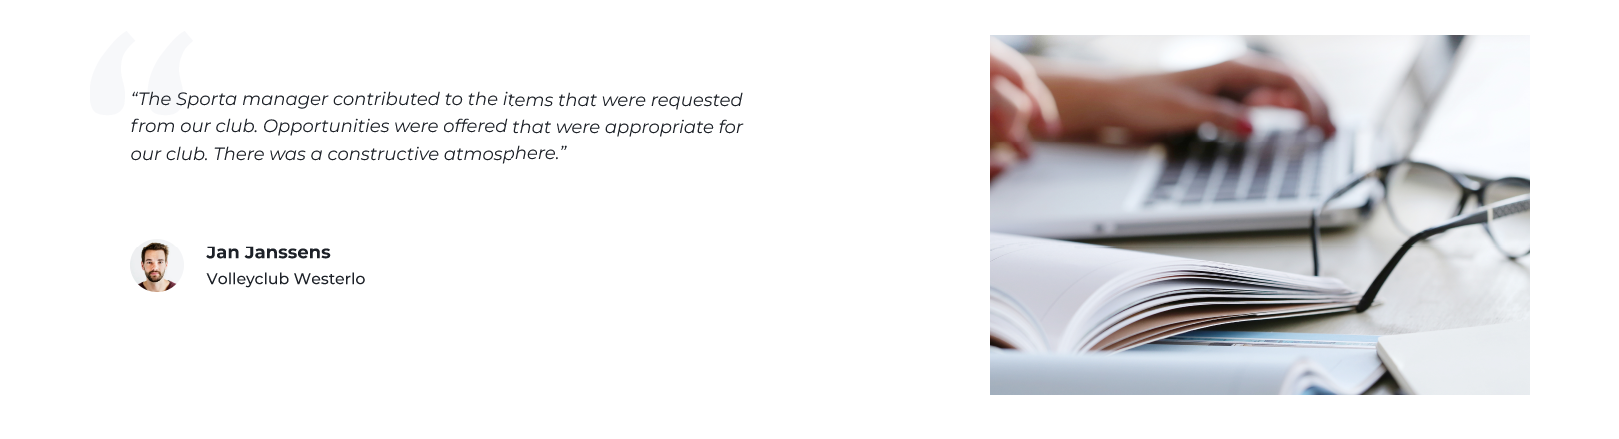 “The Sporta manager contributed to the items that were requested
from our club. Opportunities were offered that were appropriate for
our club. There was a constructive atmosphere.”
Jan Janssens
Volleyclub Westerlo